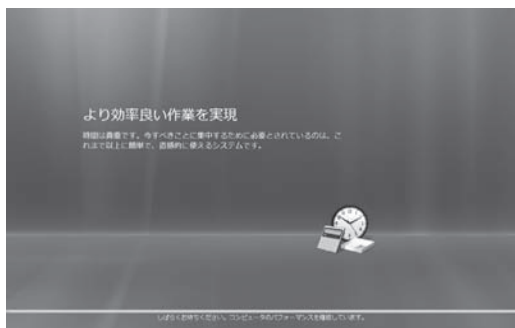 より効率良い作業を実現
時間は貴重です。今すべきことに集中するために必要とされているのは、こ
れまで以上に簡単で、直感的に使えるシステムです。
しばらくお待ちください。コンピュータのパフォーマンスを確認しています。